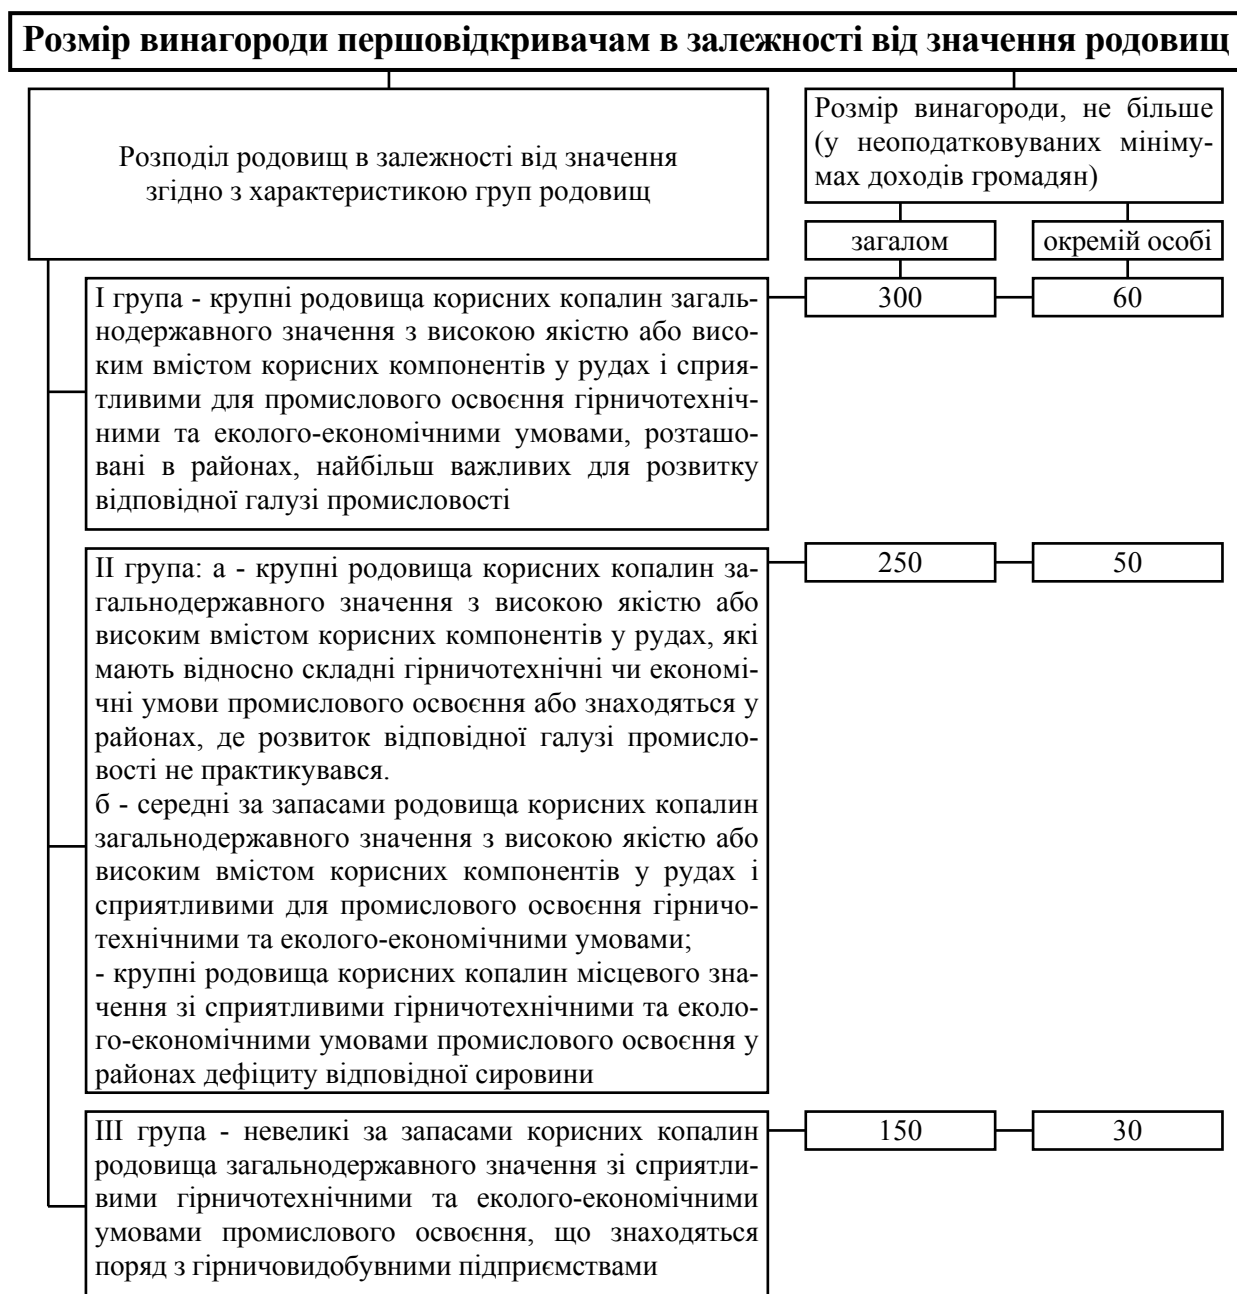 Розмір винагороди першовідкривачам в залежності від значення родовищ
Розподіл родовищ в залежності від значення
згідно з характеристикою груп родовищ
Розмір винагороди, не більше
(у неоподатковуваних мініму-
мах доходів громадян)
загалом
окремій особі
І група - крупні родовища корисних копалин загаль-
нодержавного значення з високою якістю або висо-
ким вмістом корисних компонентів у рудах і сприя-
тливими для промислового освоєння гірничотехніч-
ними та еколого-економічними умовами, розташо-
вані в районах, найбільш важливих для розвитку
відповідної галузі промисловості
300
60
ІІ група: а - крупні родовища корисних копалин за-
гальнодержавного значення з високою якістю або
високим вмістом корисних компонентів у рудах, які
мають відносно складні гірничотехнічні чи економі-
чні умови промислового освоєння або знаходяться у
районах, де розвиток відповідної галузі промисло-
вості не практикувався.
б - середні за запасами родовища корисних копалин
загальнодержавного значення з високою якістю або
високим вмістом корисних компонентів у рудах і
сприятливими для промислового освоєння гірничо-
технічними та еколого-економічними умовами;
- крупні родовища корисних копалин місцевого зна-
чення зі сприятливими гірничотехнічними та еколо-
го-економічними умовами промислового освоєння у
районах дефіциту відповідної сировини
250
50
ІІІ група - невеликі за запасами корисних копалин
родовища загальнодержавного значення зі сприятли-
вими гірничотехнічними та еколого-економічними
умовами промислового освоєння, що знаходяться
поряд з гірничовидобувними підприємствами
150
30